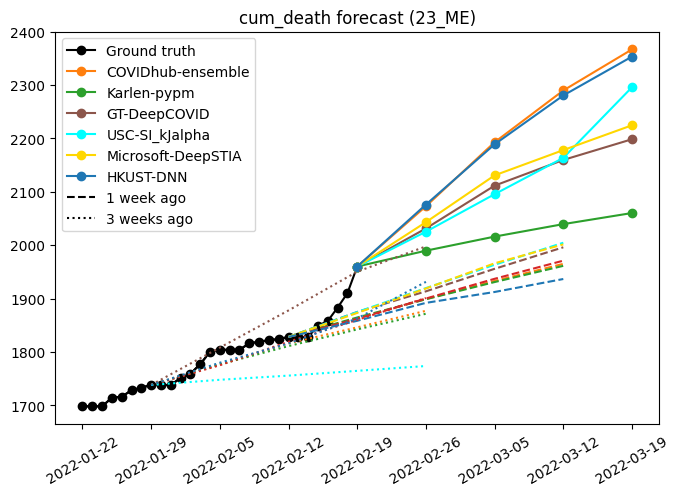 cum_death forecast (23_ME)
2400
2300
2200
2100
2000
1900
1800
1700
Ground truth
COVIDhub-ensemble
Karlen-pypm
GT-DeepCOVID
USC-SI_kJalpha
Microsoft-DeepSTIA
HKUST-DNN
1 week ago
3 weeks ago
2022-01-22
2022-01-29
2022-02-05
2022-02-12
2022-02-19
2022-02-26
2022-03-05
2022-03-12
2022-03-19